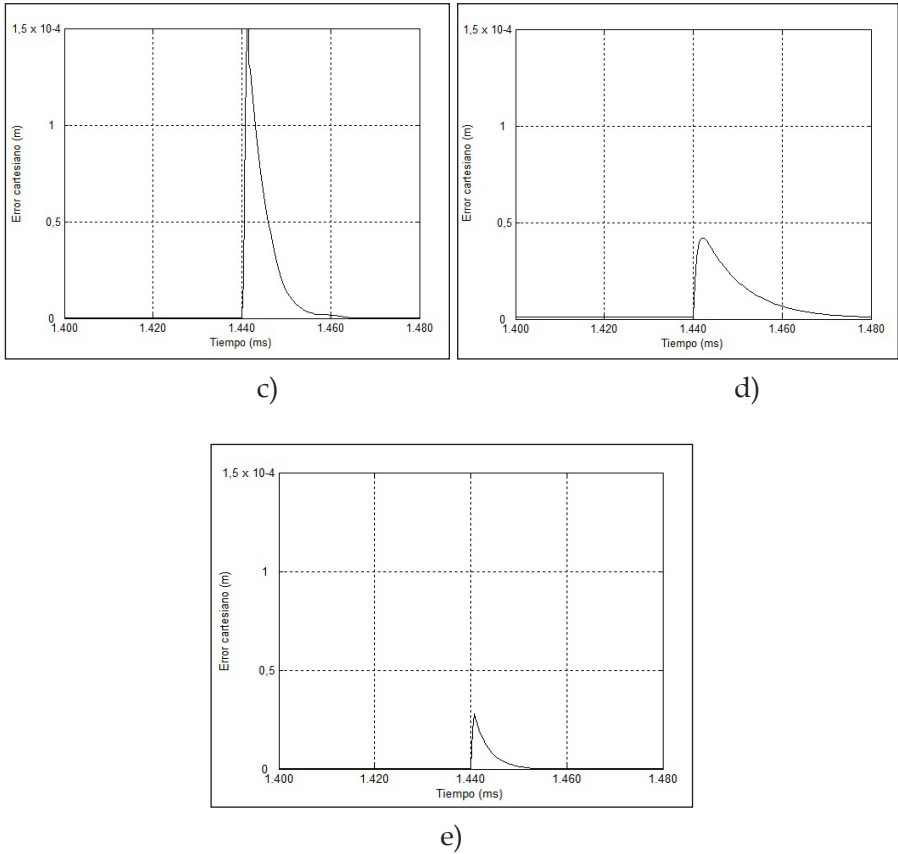 1,5 x 10-4
1
0,5
0
Error cartesiano (m)
1.400 1.420 1.440 1.460 1.480
Tiempo (ms)
c)
1,5 x 10-4
1
0,5
0
Error cartesiano (m)
1.400 1.420 1.440 1.460 1.480
Tiempo (ms)
d)
1,5 x 10-4
1
0,5
0
Error cartesiano (m)
1.400 1.420 1.440 1.460 1.480
Tiempo (ms)
e)